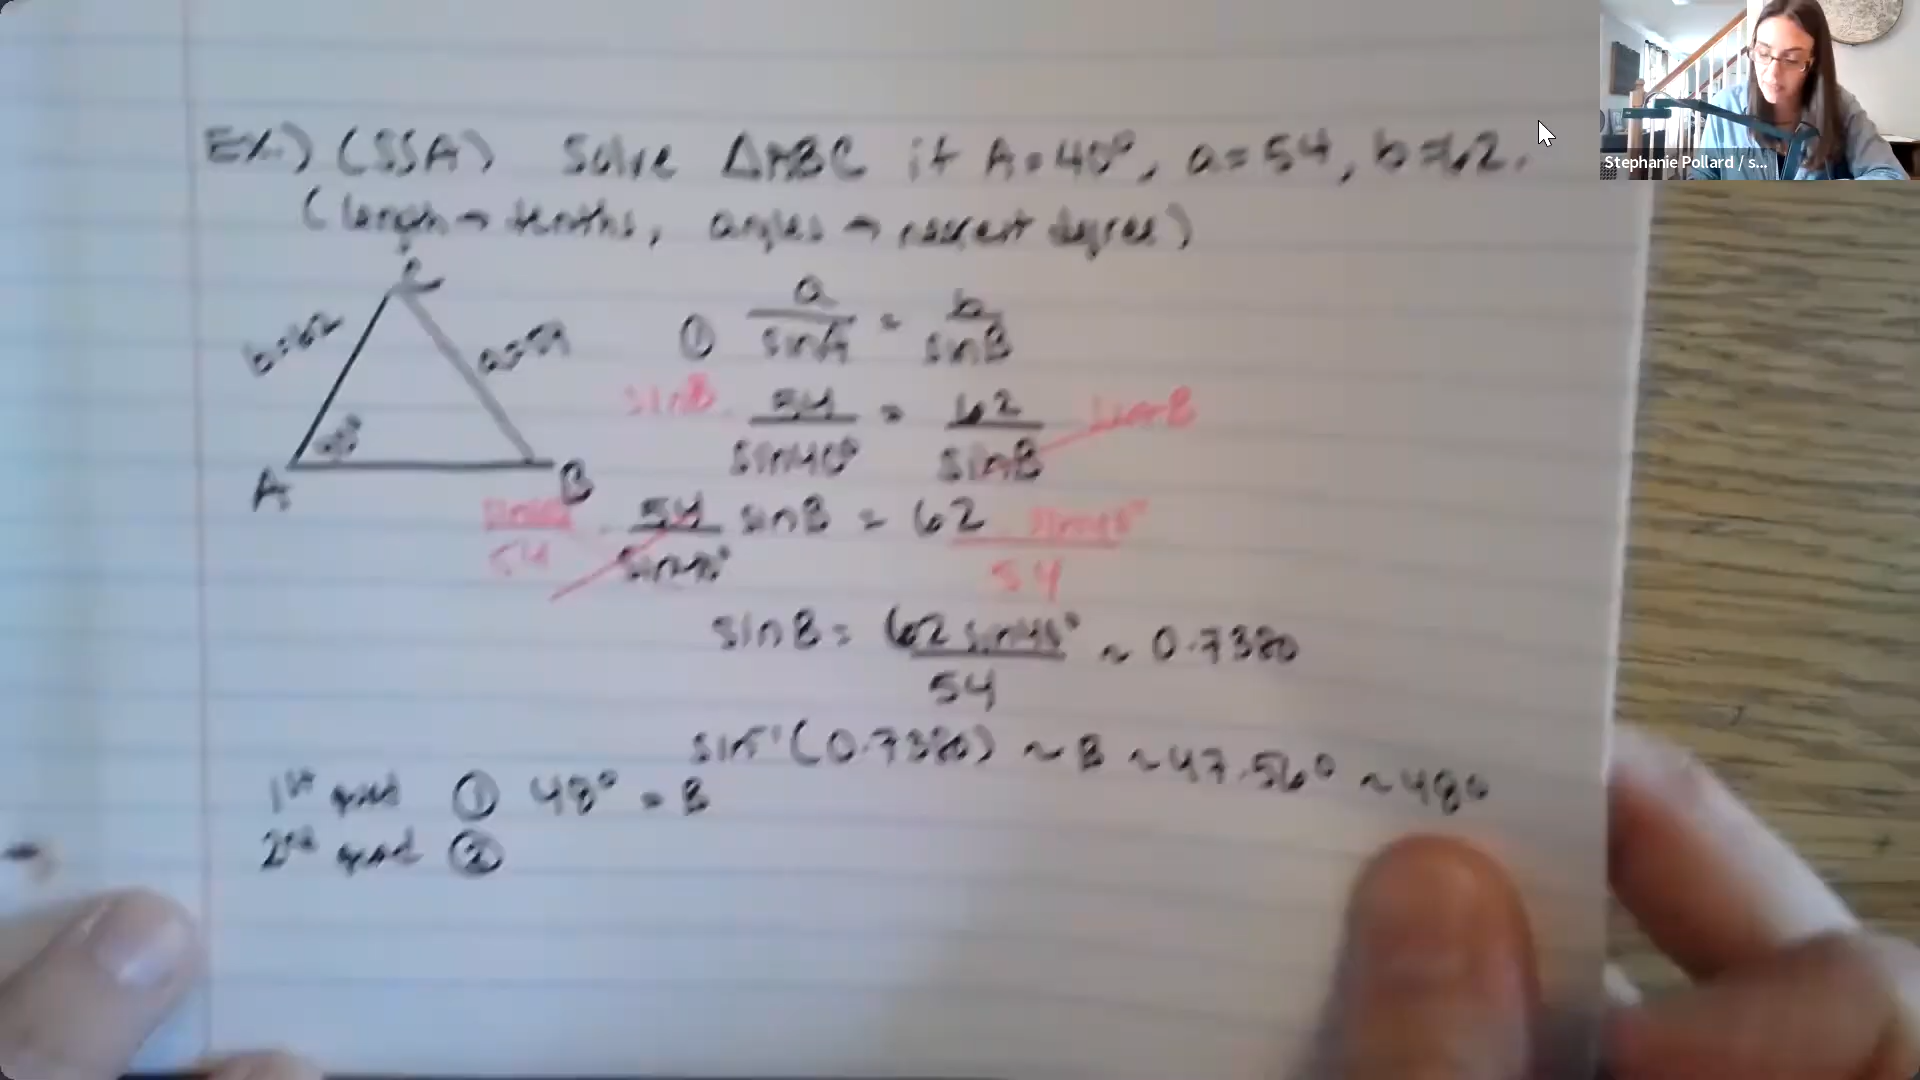 Ex.) (SSA) Solve △ABC if A=40°, a=54, b=62.
(length → tenths, angles → nearest degree)
C
b=62
a=54
40°
A
B
① a/sinA = b/sinB
sinB · 54/sin40° = 62/sinB · sinB
sin40°/54 · 54/sin40° sinB = 62 sin40°/54
sinB = 62 sin40°/54 ~ 0.7380
sin⁻¹(0.7380) ~ B ~ 47.56° ~ 48°
1st quad ① 48° = B
2nd quad ②
Stephanie Pollard / s...